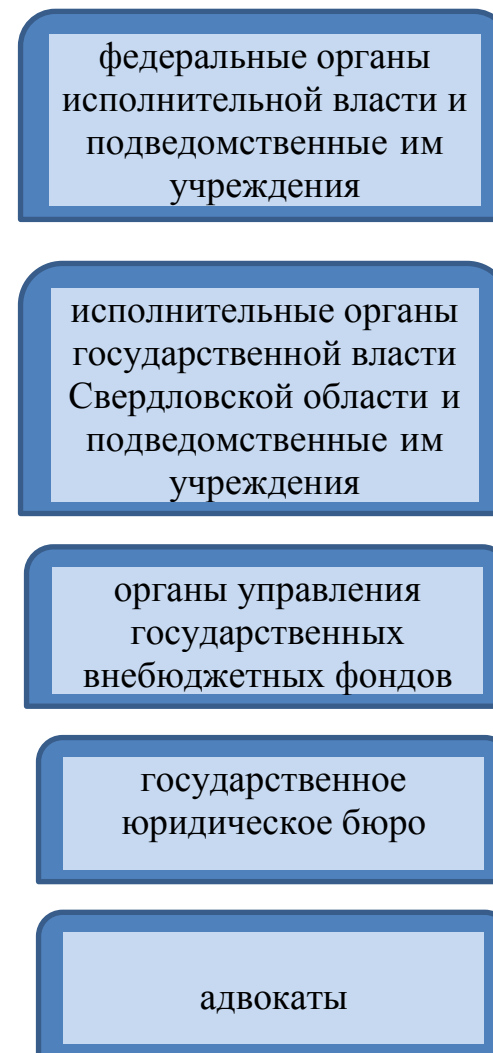 федеральные органы
исполнительной власти и
подведомственные им
учреждения
исполнительные органы
государственной власти
Свердловской области и
подведомственные им
учреждения
органы управления
государственных
внебюджетных фондов
государственное
юридическое бюро
адвокаты